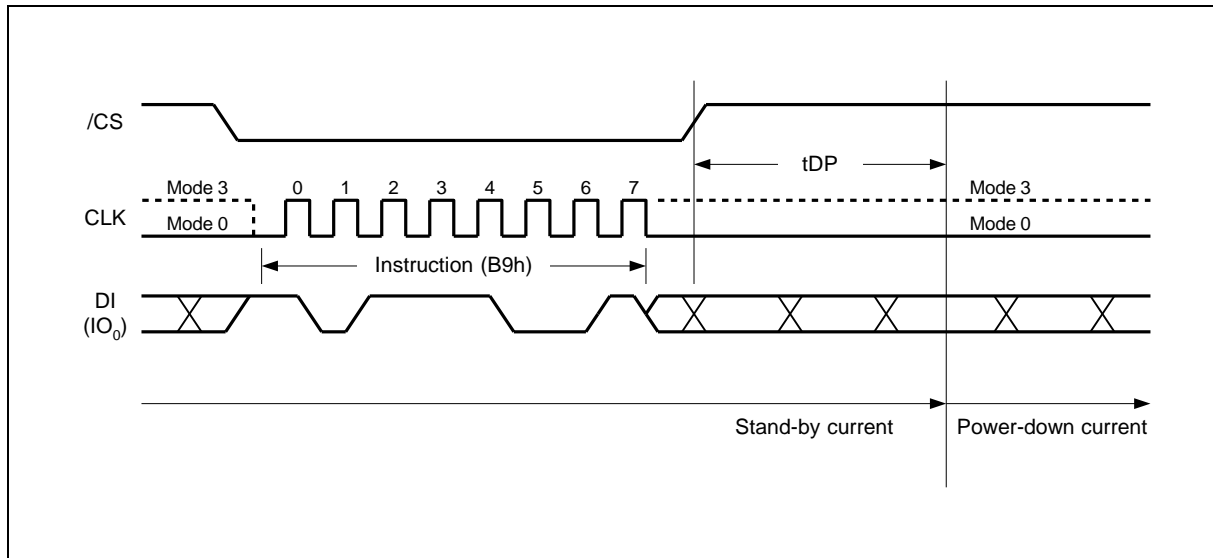 /CS
tDP
Mode 3 0 1 2 3 4 5 6 7 Mode 3
CLK
Mode 0 Mode 0
Instruction (B9h)
DI
(IO₀)
Stand-by current Power-down current